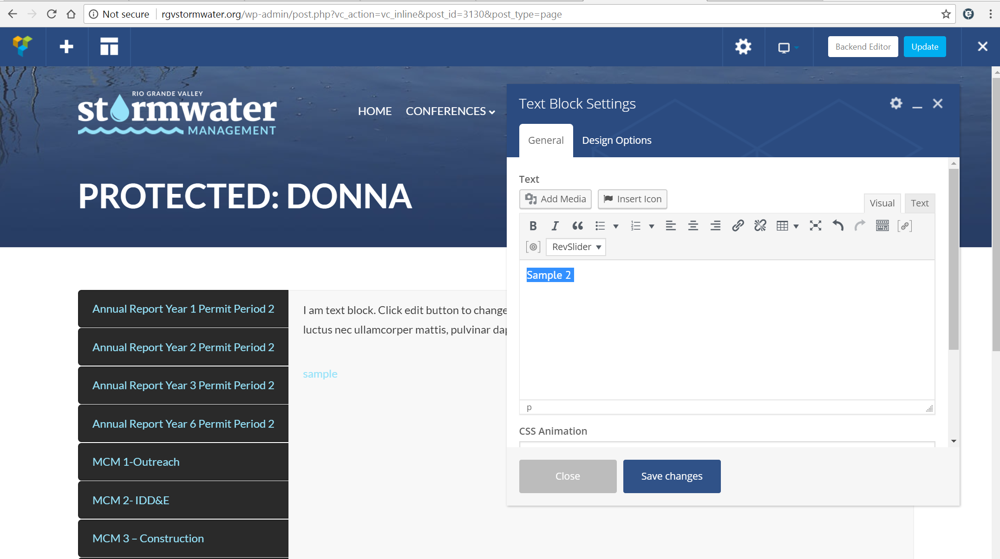 Not secure rgvstormwater.org/wp-admin/post.php?vc_action=vc_inline&post_id=3130&post_type=page
Backend Editor Update
RIO GRANDE VALLEY
stormwater
MANAGEMENT
HOME CONFERENCES
PROTECTED: DONNA
Annual Report Year 1 Permit Period 2
Annual Report Year 2 Permit Period 2
Annual Report Year 3 Permit Period 2
Annual Report Year 6 Permit Period 2
MCM 1-Outreach
MCM 2- IDD&E
MCM 3 – Construction
I am text block. Click edit button to change
luctus nec ullamcorper mattis, pulvinar
sample
Text Block Settings
General Design Options
Text
Add Media Insert Icon
Visual Text
RevSlider
Sample 2
p
CSS Animation
Close Save changes